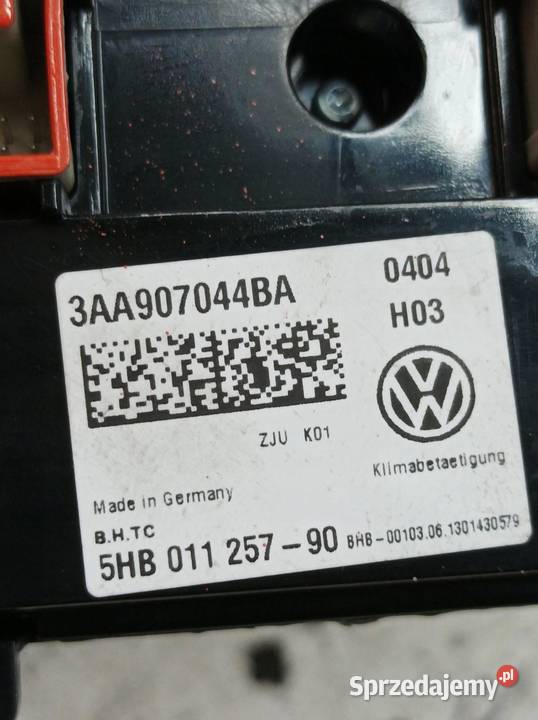 3AA907044BA
0404
H03
ZJU K01
Klimabetaetigung
Made in Germany
B.H.TC
5HB 011 257-90 BHB-00103.06.1301430579
Sprzedajemy.pl